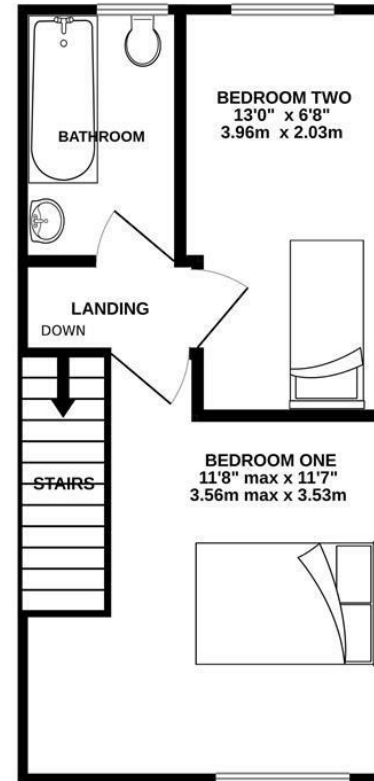 BATHROOM
BEDROOM TWO
13'0" x 6'8"
3.96m x 2.03m
LANDING
DOWN
STAIRS
BEDROOM ONE
11'8" max x 11'7"
3.56m max x 3.53m